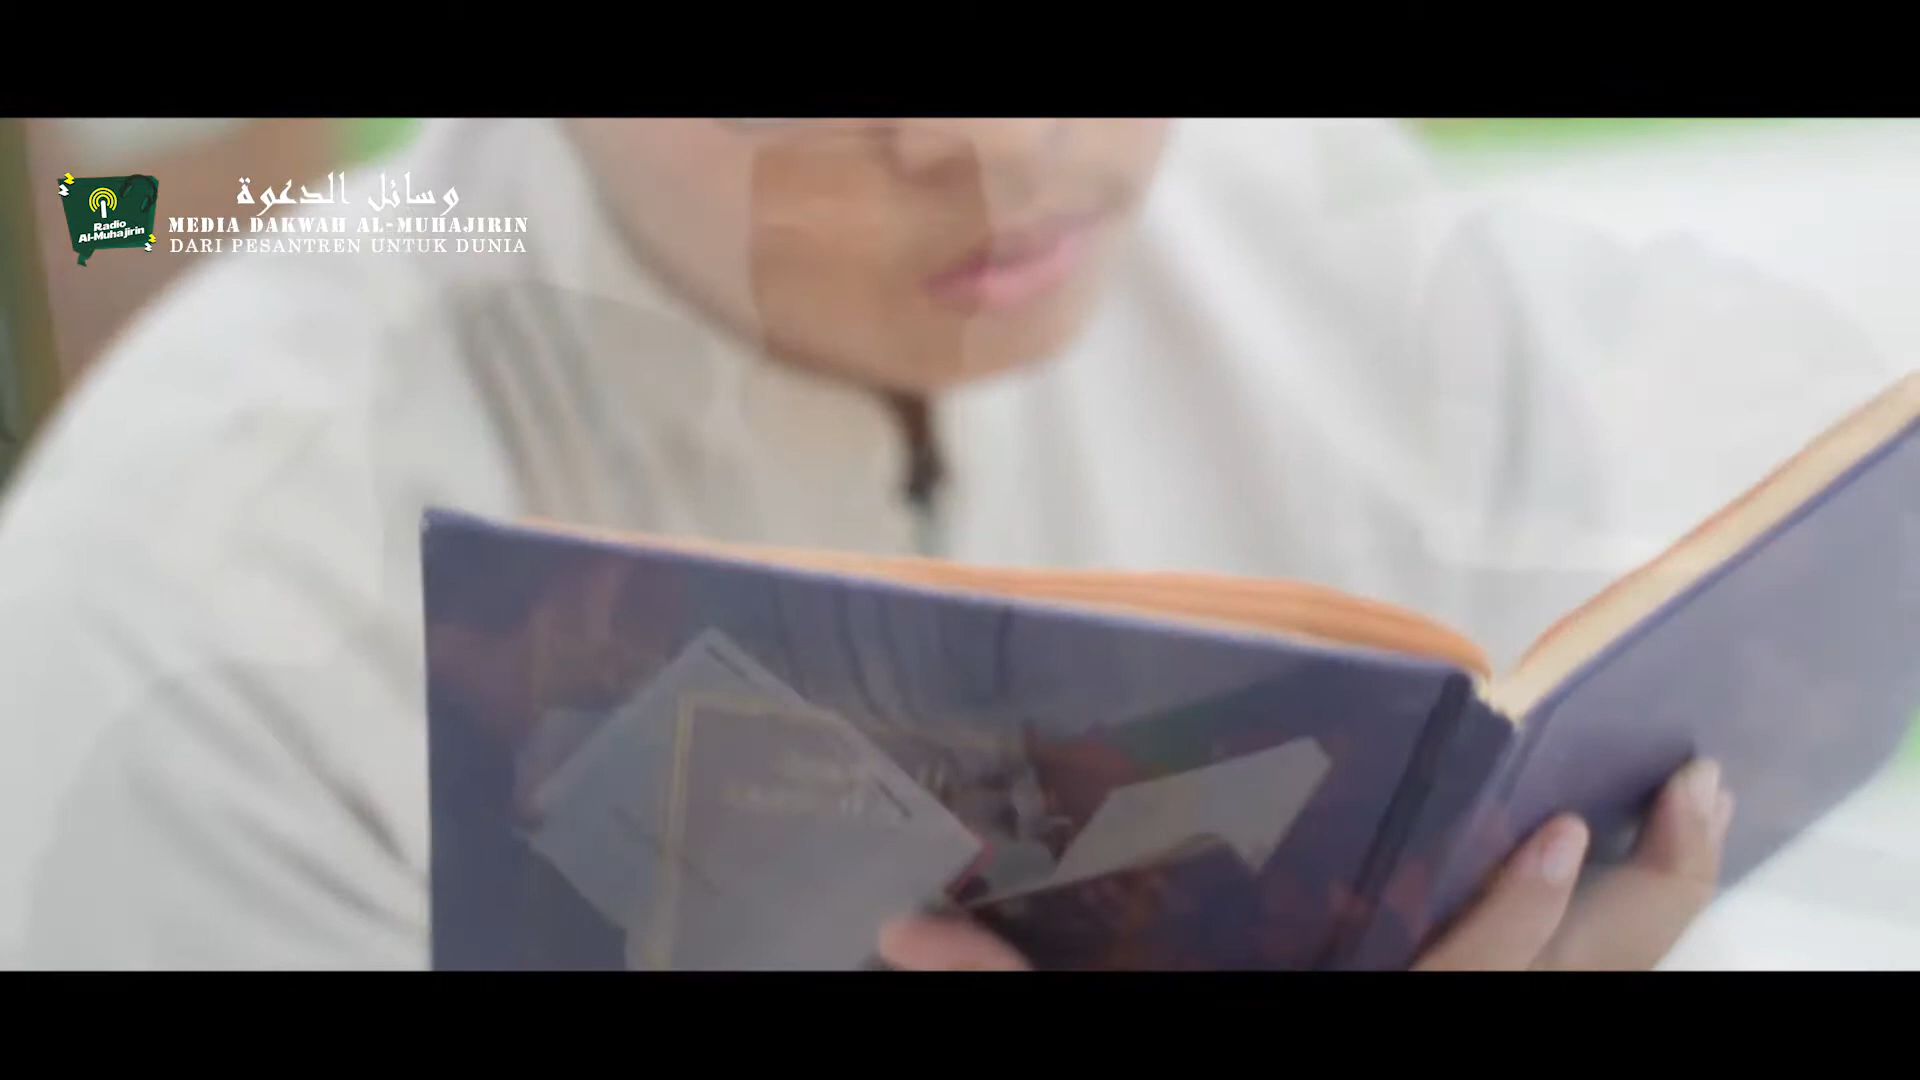 Radio
Al-Muhajirin
وسائل الدعوة
MEDIA DAKWAH AL-MUHAJIRIN
DARI PESANTREN UNTUK DUNIA